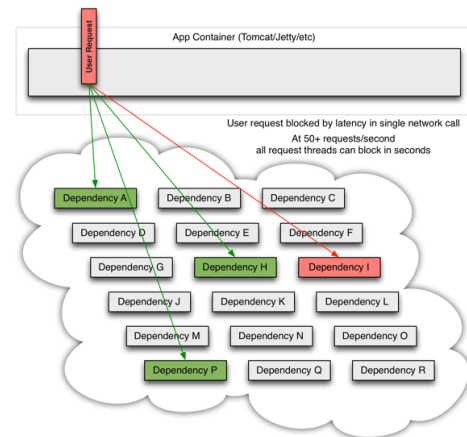 User Request
App Container (Tomcat/Jetty/etc)
User request blocked by latency in single network call
At 50+ requests/second
all request threads can block in seconds
Dependency A
Dependency B
Dependency C
Dependency D
Dependency E
Dependency F
Dependency G
Dependency H
Dependency I
Dependency J
Dependency K
Dependency L
Dependency M
Dependency N
Dependency O
Dependency P
Dependency Q
Dependency R